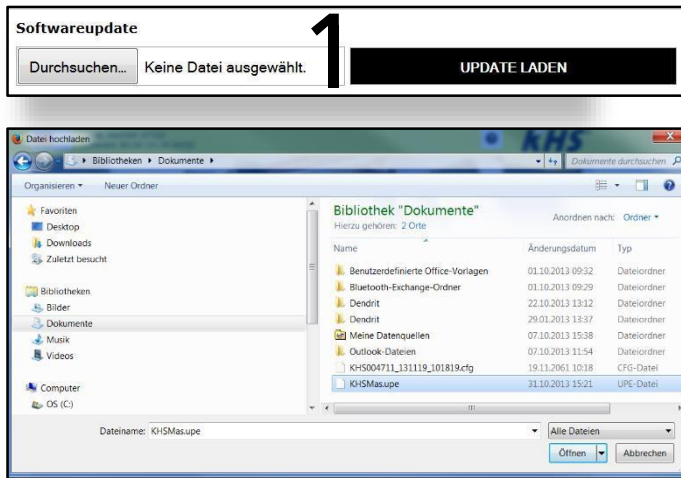 Softwareupdate
1
Durchsuchen... Keine Datei ausgewählt. UPDATE LADEN
Datei hochladen
KHS
Bibliotheken Dokumente Dokumente durchsuchen
Organisieren Neuer Ordner
Favoriten
Desktop
Downloads
Zuletzt besucht
Bibliotheken
Bilder
Dokumente
Musik
Videos
Computer
OS (C:)
Bibliothek "Dokumente"
Hierzu gehören: 2 Orte
Anordnen nach: Ordner
Name Änderungsdatum Typ
Benutzerdefinierte Office-Vorlagen 01.10.2013 09:32 Dateiordner
Bluetooth-Exchange-Ordner 01.10.2013 09:29 Dateiordner
Dendrit 22.10.2013 13:12 Dateiordner
Dendrit 29.01.2013 13:37 Dateiordner
Meine Datenquellen 07.10.2013 15:38 Dateiordner
Outlook-Dateien 07.10.2013 11:54 Dateiordner
KHS004711_131119_101819.cfg 19.11.2061 10:18 CFG-Datei
KHSMas.upe 31.10.2013 15:21 UPE-Datei
Dateiname: KHSMas.upe Alle Dateien
Öffnen Abbrechen